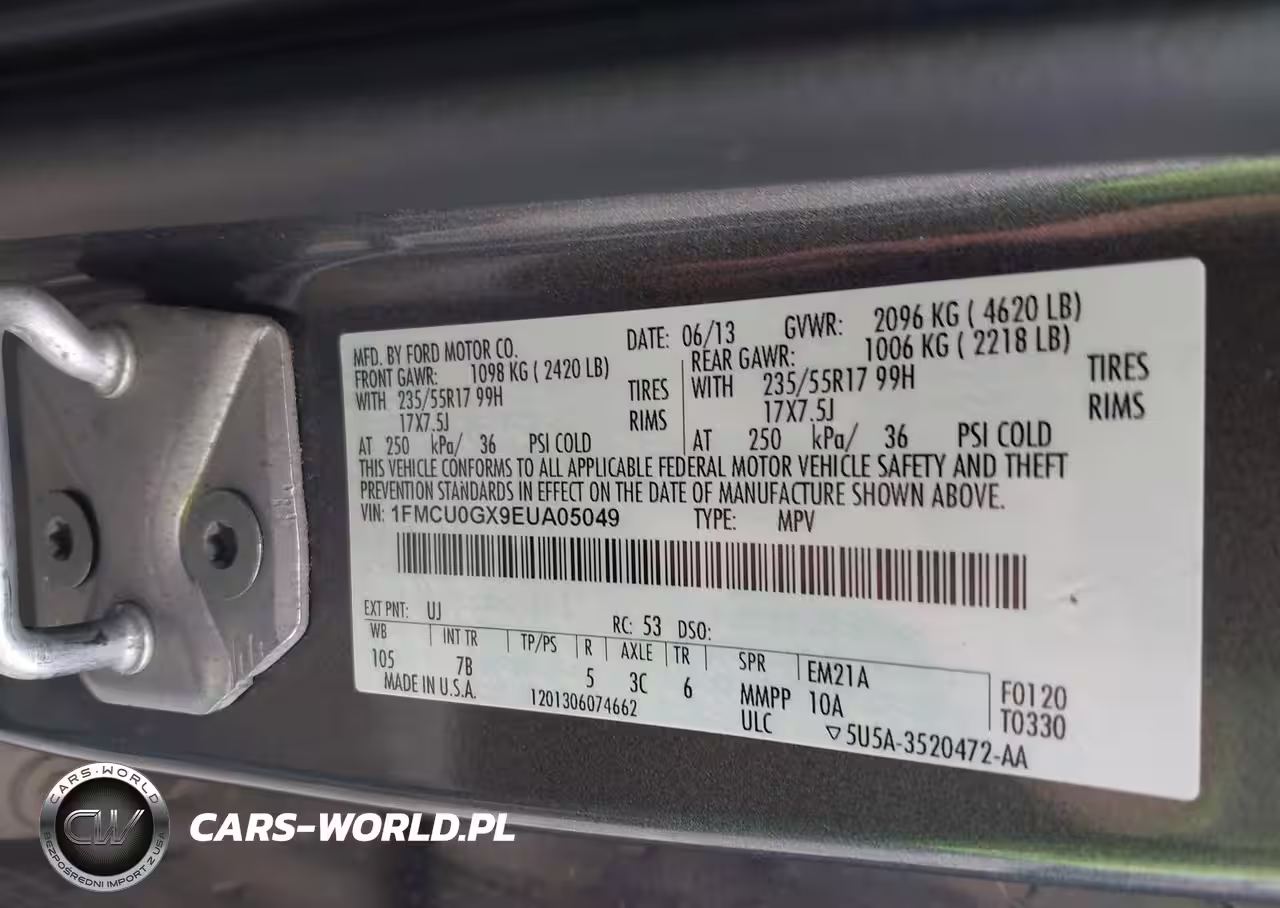 MFD. BY FORD MOTOR CO. DATE: 06/13 GVWR: 2096 KG ( 4620 LB)
FRONT GAWR: 1098 KG ( 2420 LB) REAR GAWR: 1006 KG ( 2218 LB)
WITH 235/55R17 99H TIRES WITH 235/55R17 99H TIRES
17X7.5J RIMS 17X7.5J RIMS
AT 250 kPa/ 36 PSI COLD AT 250 kPa/ 36 PSI COLD
THIS VEHICLE CONFORMS TO ALL APPLICABLE FEDERAL MOTOR VEHICLE SAFETY AND THEFT
PREVENTION STANDARDS IN EFFECT ON THE DATE OF MANUFACTURE SHOWN ABOVE.
VIN: 1FMCU0GX9EUA05049 TYPE: MPV
EXT PNT: UJ RC: 53 DSO:
WB INT TR TP/PS R AXLE TR SPR EM21A
105 7B 5 3C 6 MMPP 10A F0120
MADE IN U.S.A. 1201306074662 ULC T0330
▽5U5A-3520472-AA
CARS-WORLD
CW
BEZPOŚREDNI IMPORT Z USA
CARS-WORLD.PL